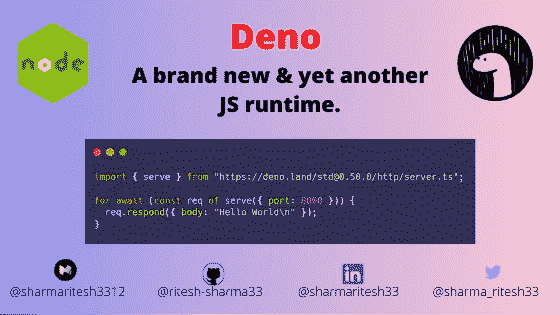 Deno
node
A brand new & yet another
JS runtime.
import { serve } from "https://deno.land/std@0.50.0/http/server.ts";
for await (const req of serve({ port: 8000 })) {
req.respond({ body: "Hello World\n" });
}
@sharmaritesh3312
@ritesh-sharma33
@sharmaritesh33
@sharma_ritesh33